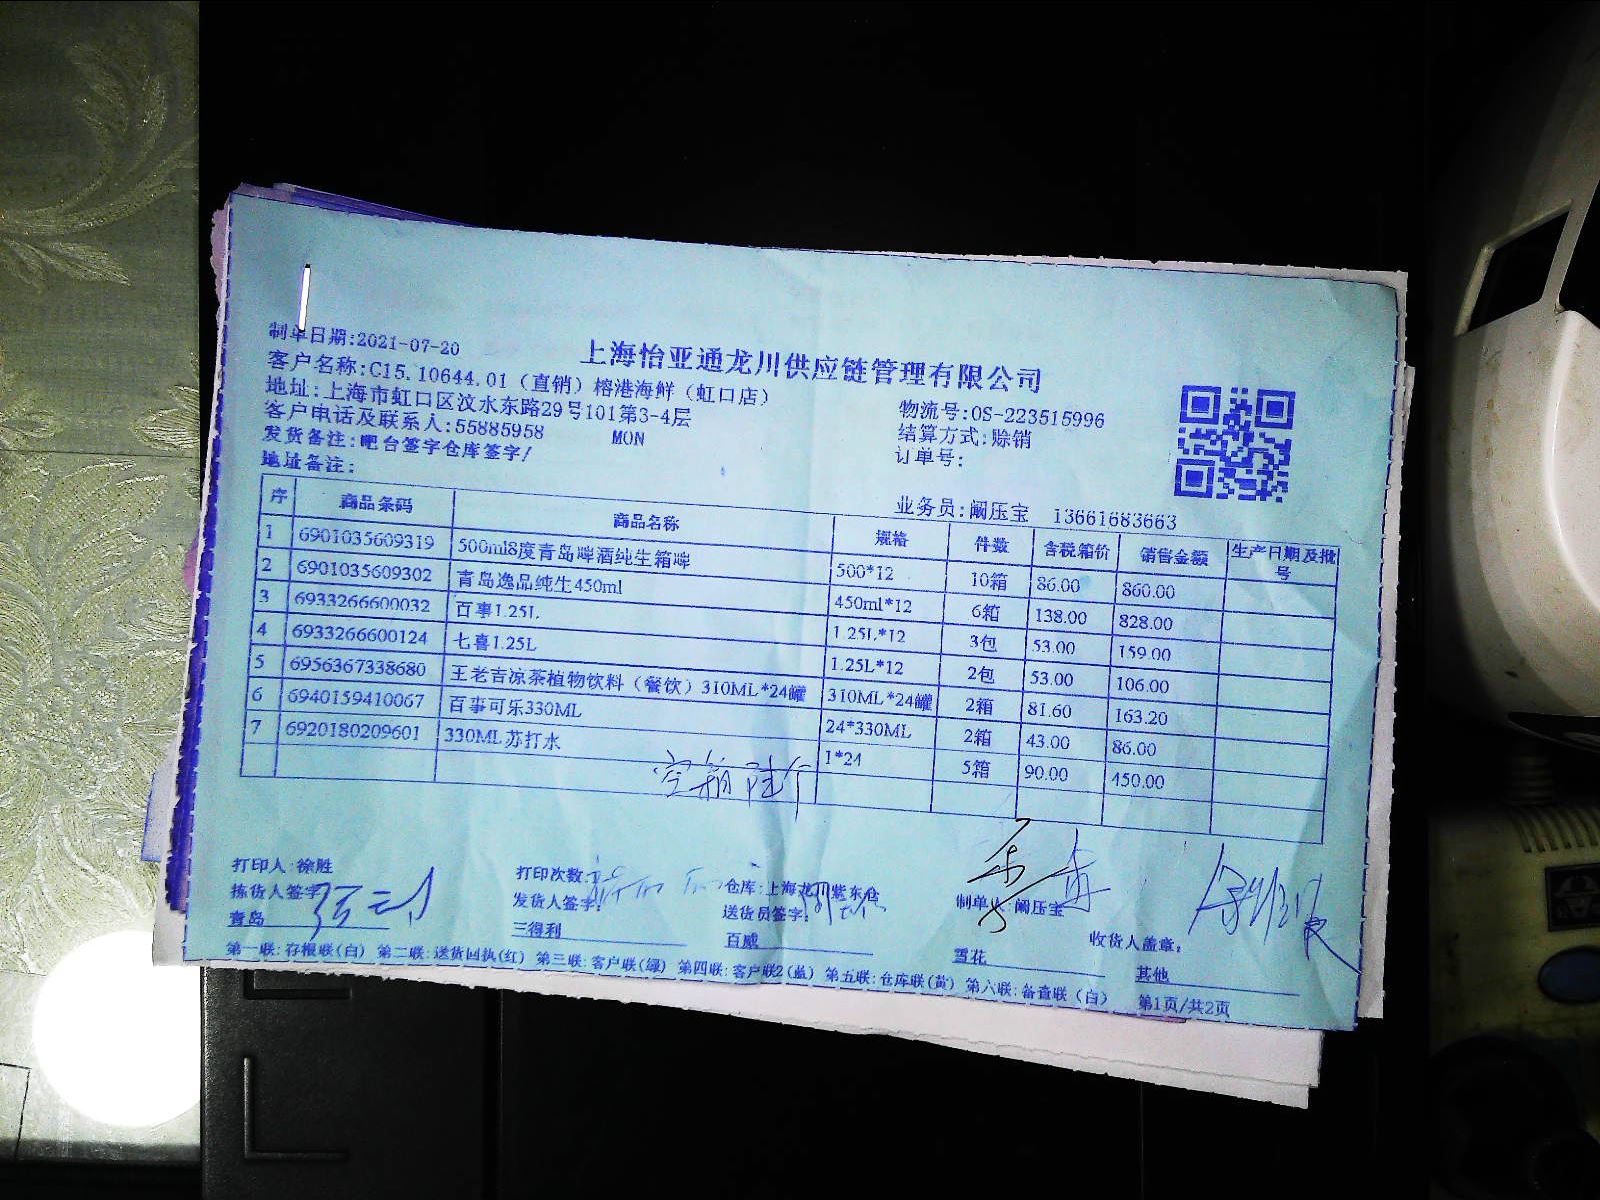 上海怡亚通龙川供应链管理有限公司
制单日期:2021-07-20
客户名称:C15.10644.01（直销）榕港海鲜（虹口店） 物流号:OS-223515996
地址:上海市虹口区汶水东路29号101第3-4层 结算方式:赊销
客户电话及联系人:55885958 MON 订单号:
发货备注:吧台签字仓库签字/
地址备注: 业务员:阚压宝 13661683663
序 商品条码 商品名称 规格 件数 含税箱价 销售金额 生产日期及批号
1 6901035609319 500ml8度青岛啤酒纯生箱啤 500*12 10箱 86.00 860.00
2 6901035609302 青岛逸品纯生450ml 450ml*12 6箱 138.00 828.00
3 6933266600032 百事1.25L 1.25L*12 3包 53.00 159.00
4 6933266600124 七喜1.25L 1.25L*12 2包 53.00 106.00
5 6956367338680 王老吉凉茶植物饮料（餐饮）310ML*24罐 310ML*24罐 2箱 81.60 163.20
6 6940159410067 百事可乐330ML 24*330ML 2箱 43.00 86.00
7 6920180209601 330ML苏打水 1*24 5箱 90.00 450.00
空箱
打印人:徐胜 打印次数: 仓库:上海龙川紫东仓 制单人:阚压宝
拣货人签字: 发货人签字: 送货员签字: 收货人盖章:
青岛 三得利 百威 雪花 其他
第一联:存根联(白) 第二联:送货回执(红) 第三联:客户联(绿) 第四联:客户联2(蓝) 第五联:仓库联(黄) 第六联:备查联（白） 第1页/共2页